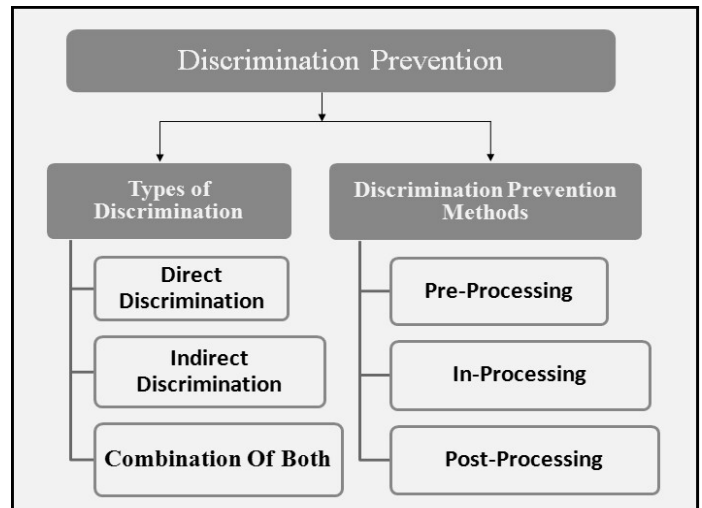 Discrimination Prevention
Types of
Discrimination
Direct
Discrimination
Indirect
Discrimination
Combination Of Both
Discrimination Prevention
Methods
Pre-Processing
In-Processing
Post-Processing